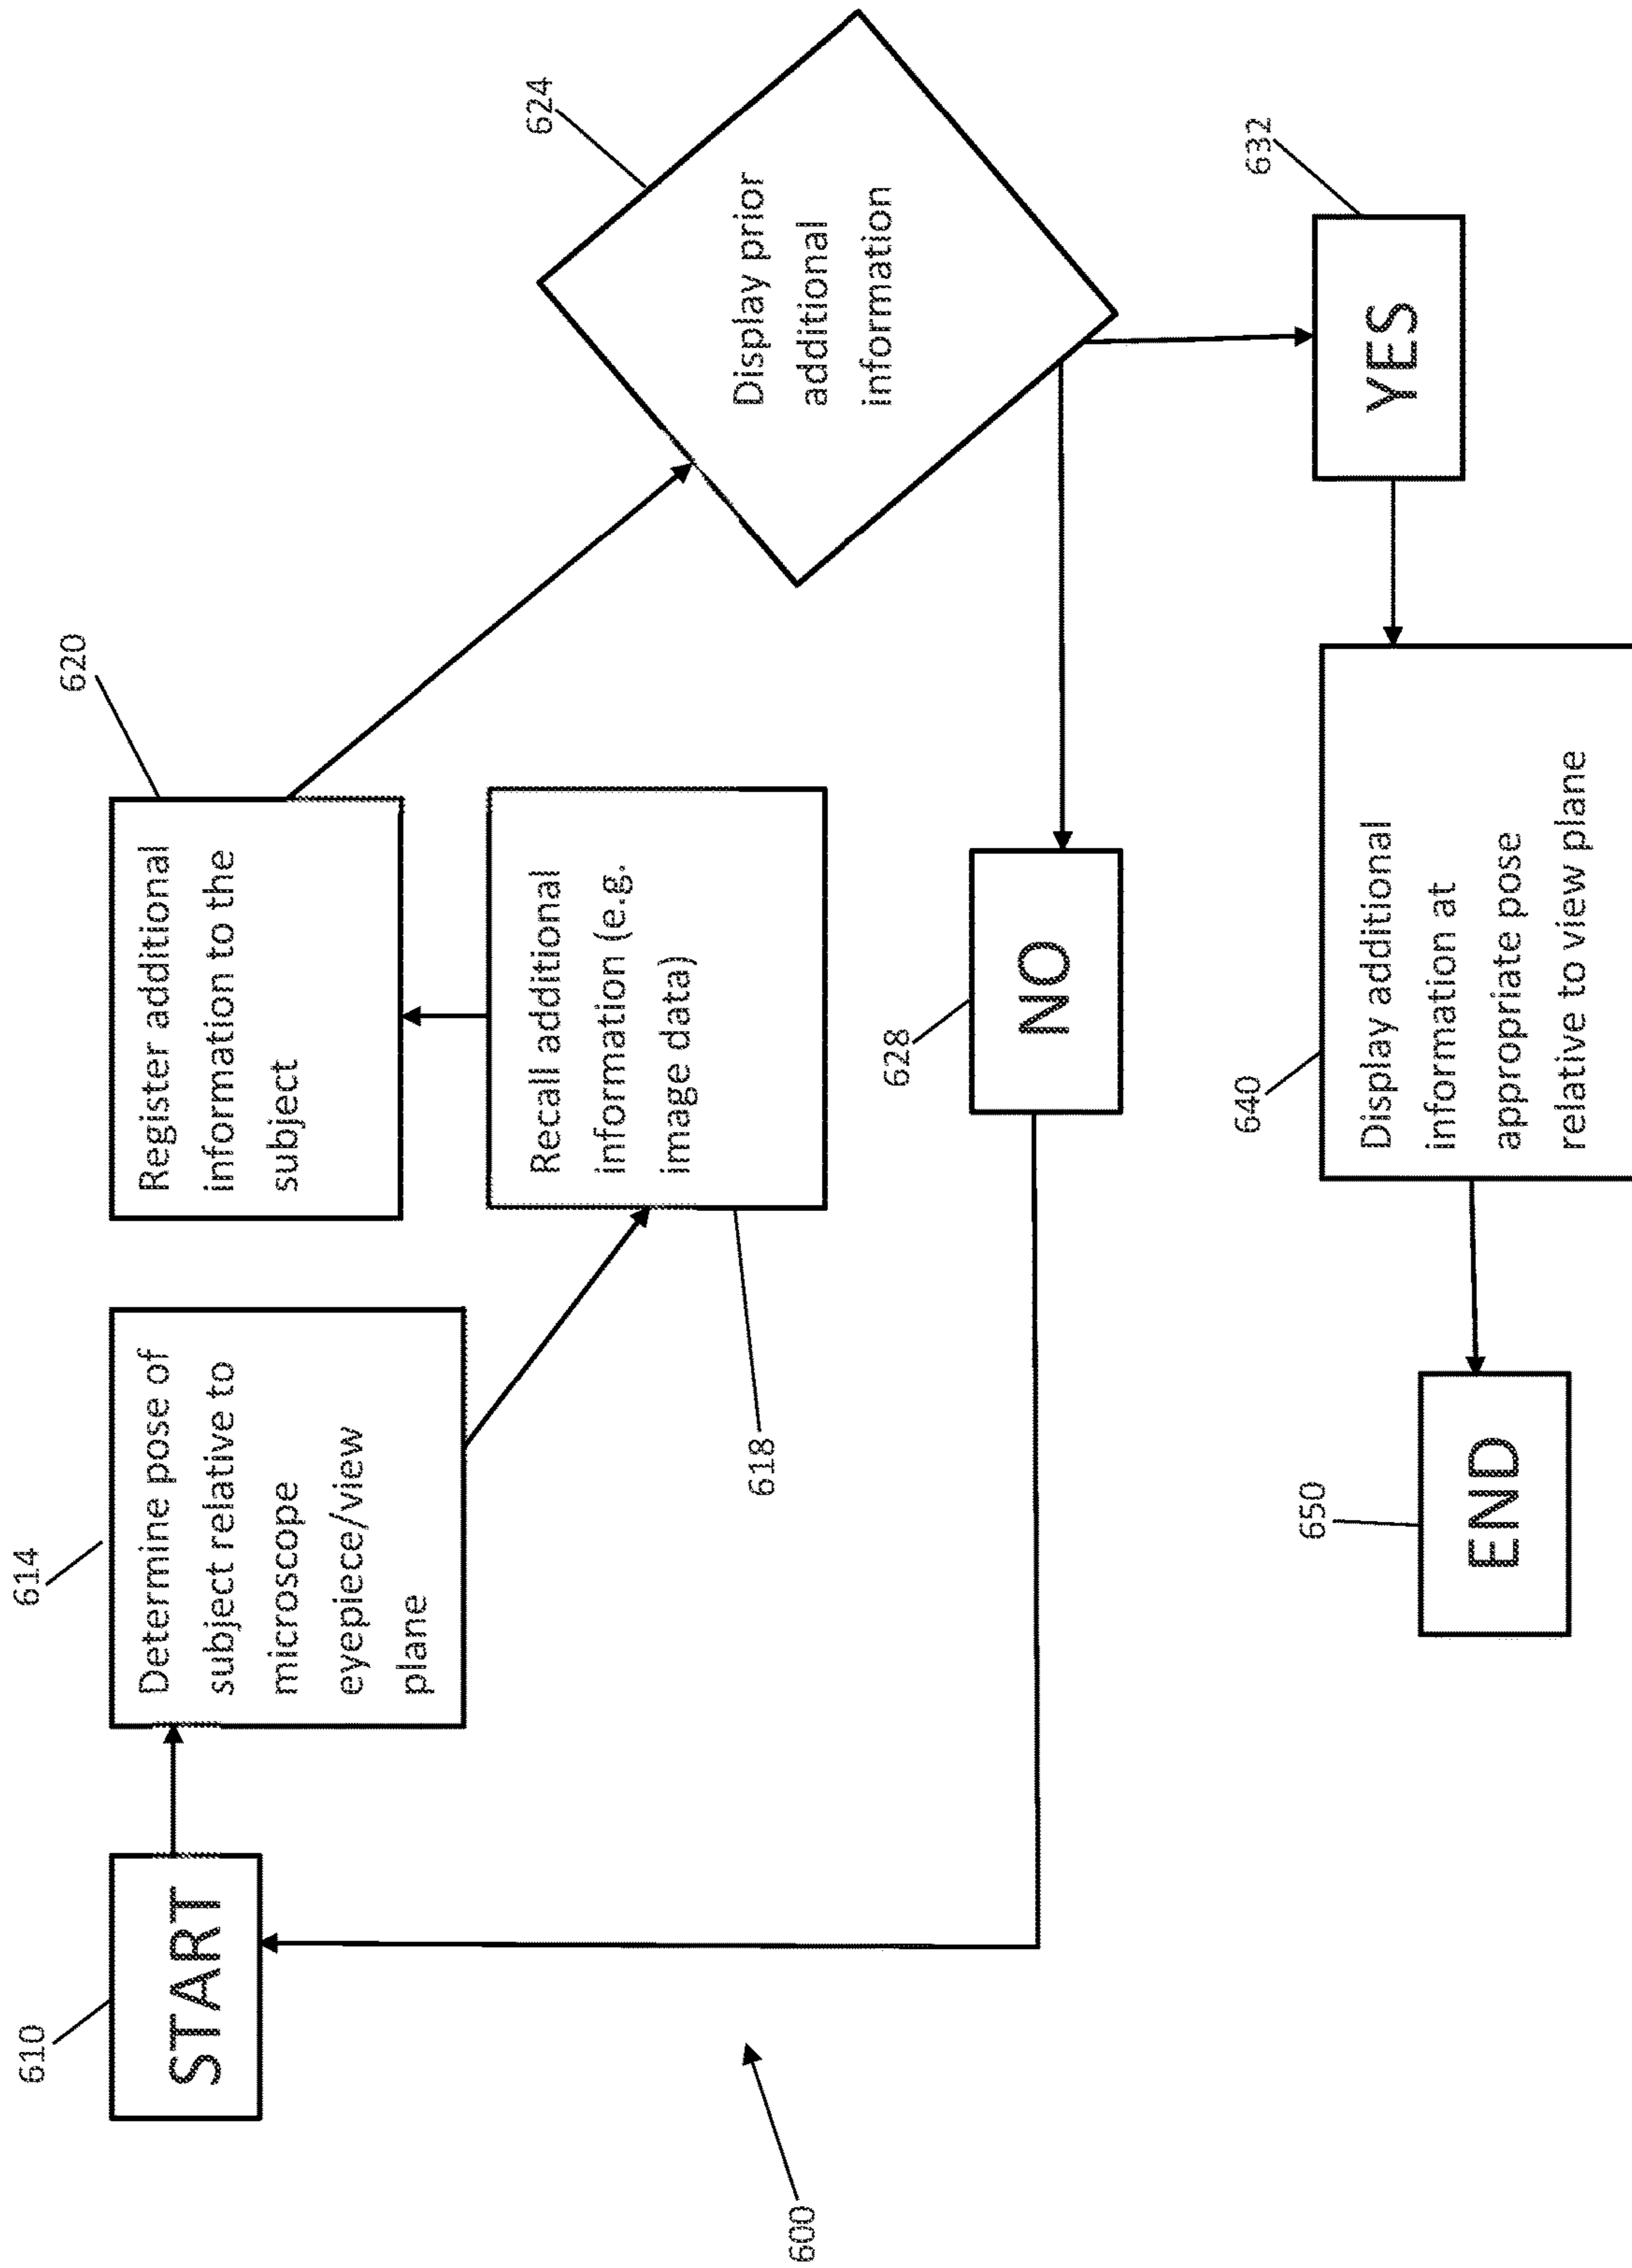 600
610
START
614
Determine pose of
subject relative to
microscope
eyepiece/view
plane
618
Recall additional
information (e.g.
image data)
620
Register additional
information to the
subject
624
Display prior
additional
information
628
NO
632
YES
640
Display additional
information at
appropriate pose
relative to view plane
650
END